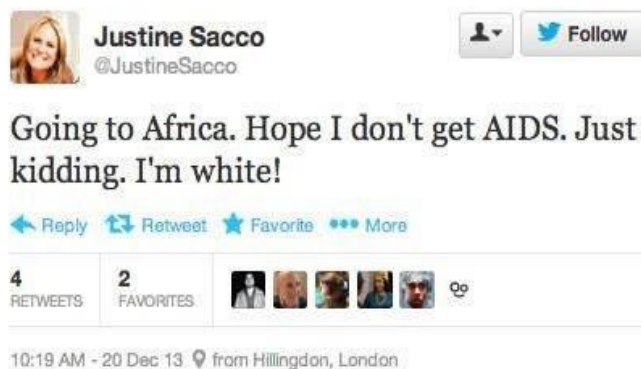 Justine Sacco
Follow
@JustineSacco
Going to Africa. Hope I don't get AIDS. Just
kidding. I'm white!
Reply Retweet Favorite More
4 2
RETWEETS FAVORITES
10:19 AM - 20 Dec 13 from Hillingdon, London